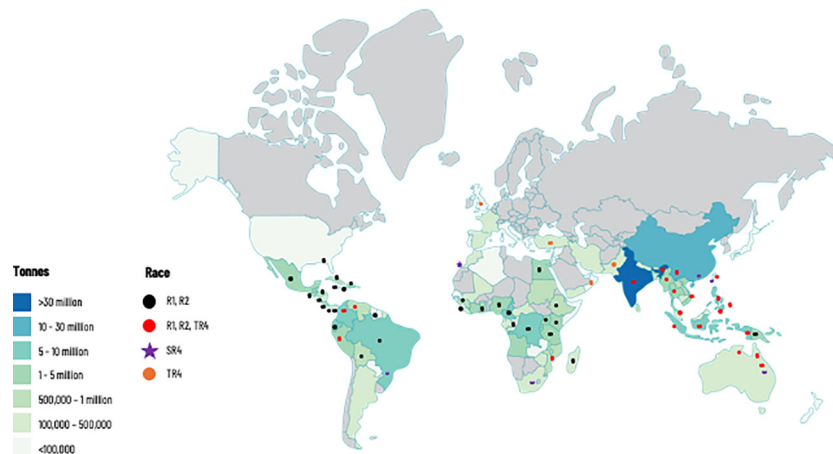 Tonnes
>30 million
10 - 30 million
5 - 10 million
1 - 5 million
500,000 - 1 million
100,000 - 500,000
<100,000
Race
R1, R2
R1, R2, TR4
SR4
TR4